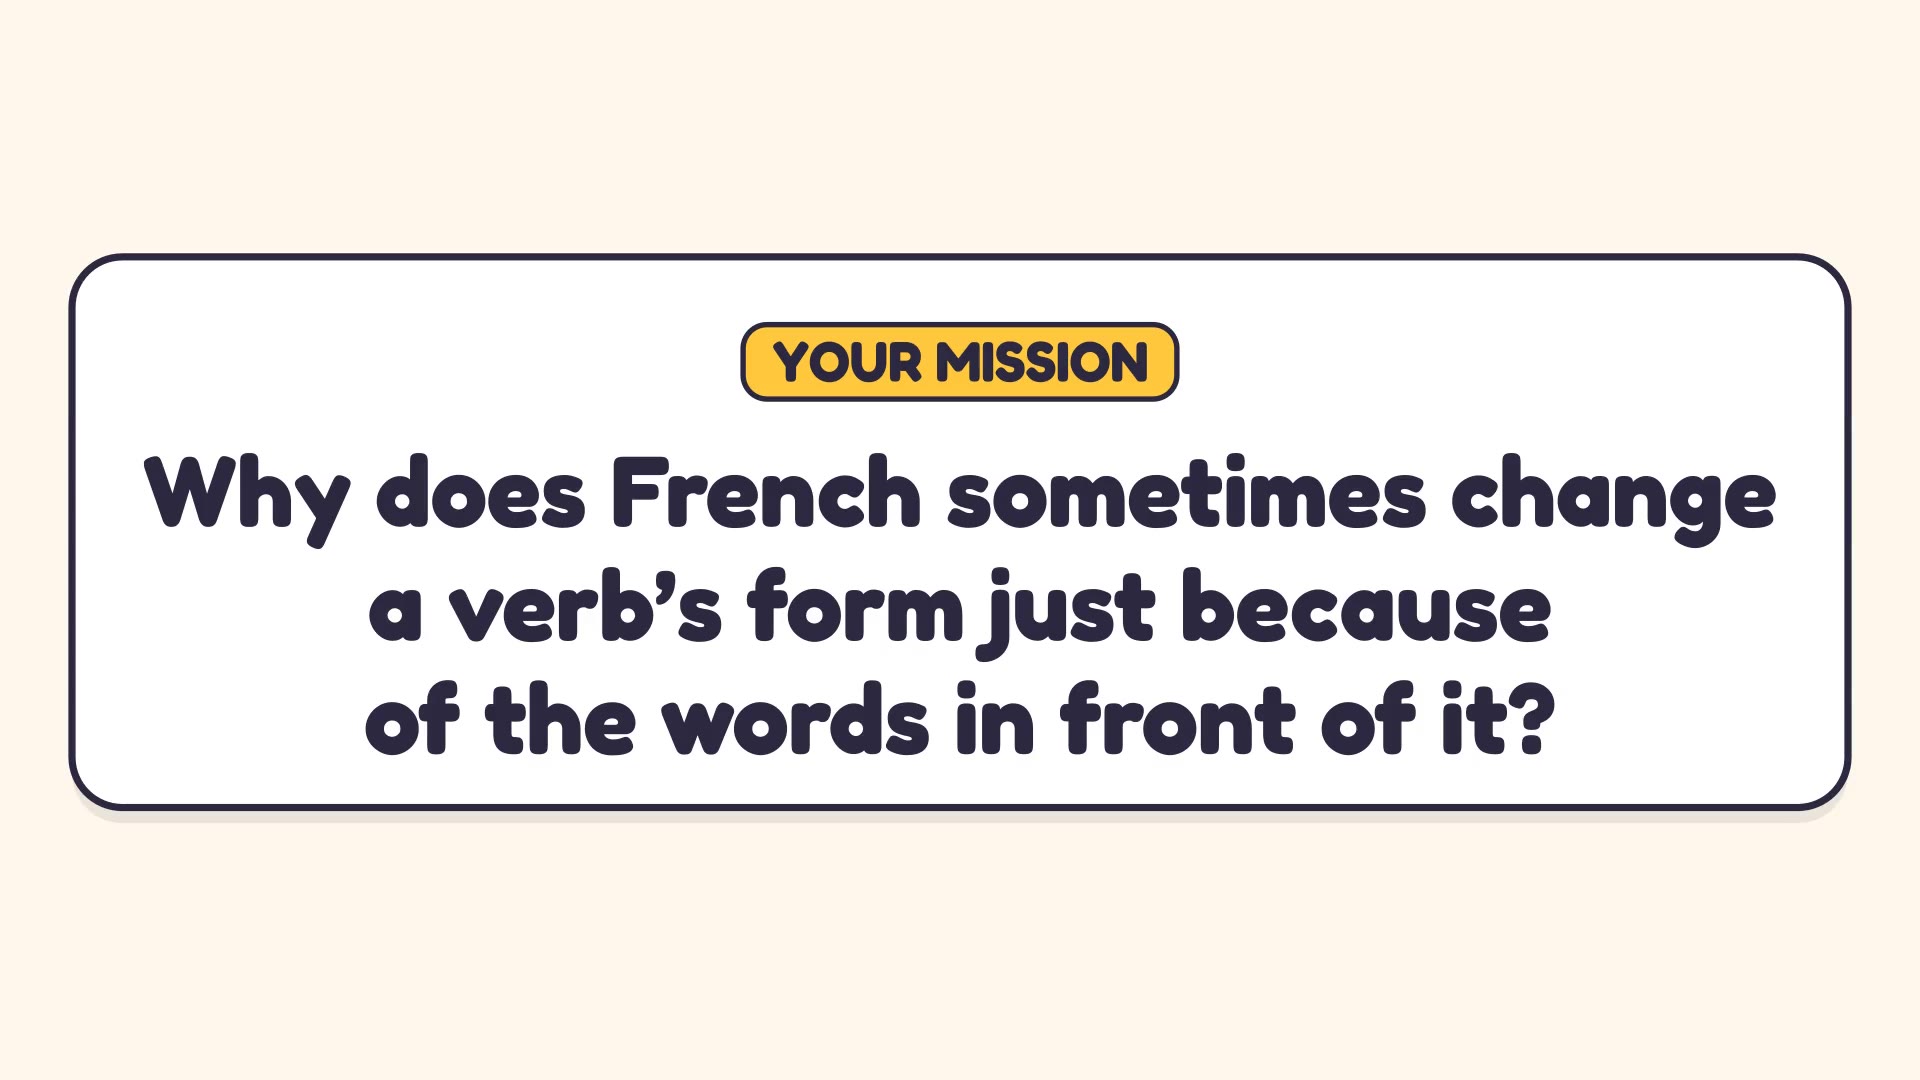 YOUR MISSION
Why does French sometimes change
a verb’s form just because
of the words in front of it?